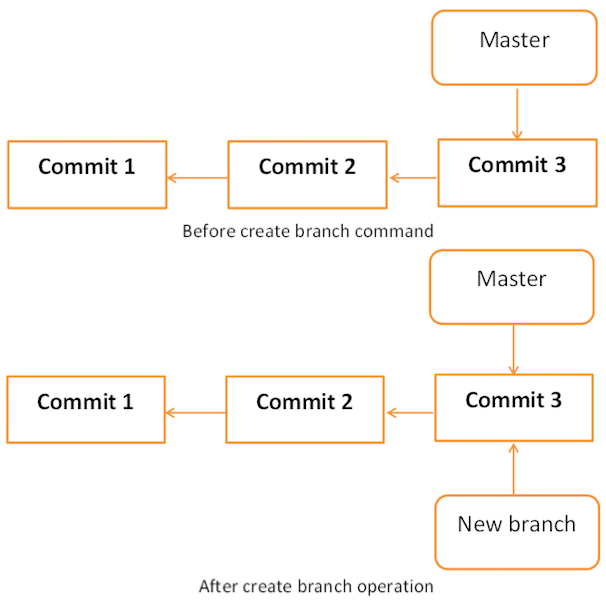 Master
Commit 1
Commit 2
Commit 3
Before create branch command
Master
Commit 1
Commit 2
Commit 3
New branch
After create branch operation